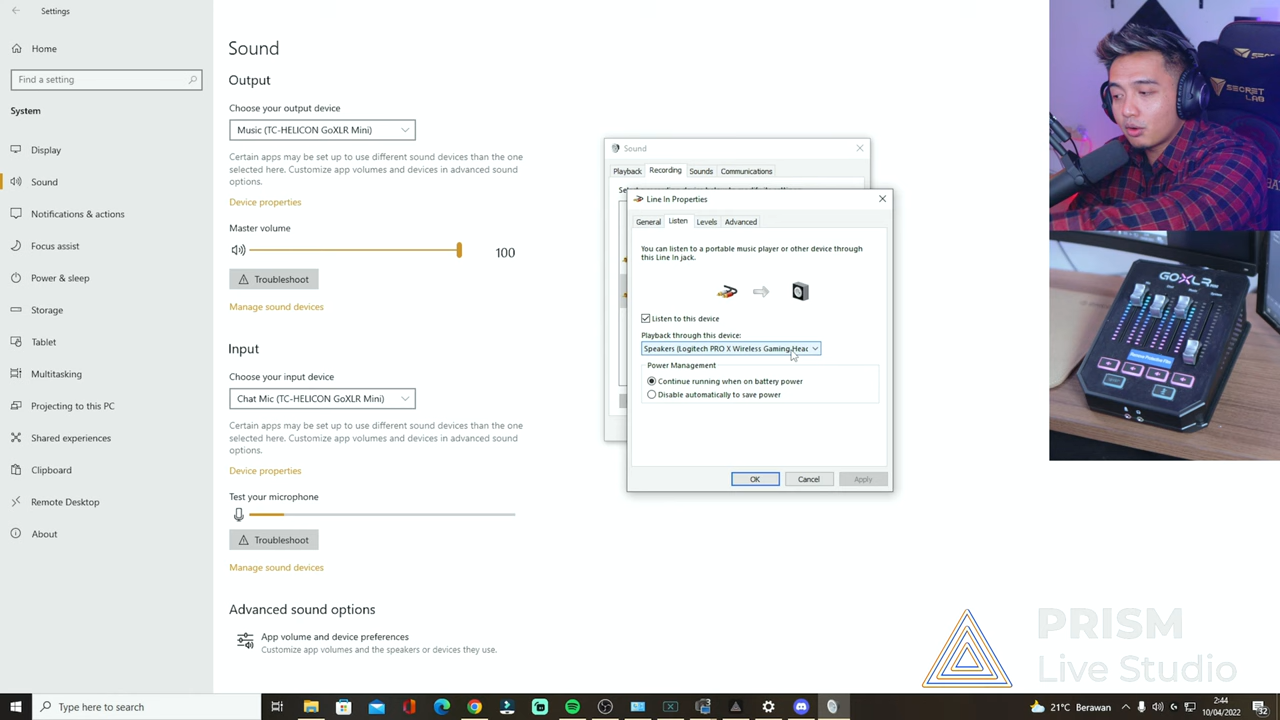 Settings
Home
Find a setting
System
Display
Sound
Notifications & actions
Focus assist
Power & sleep
Storage
Tablet
Multitasking
Projecting to this PC
Shared experiences
Clipboard
Remote Desktop
About
Sound
Output
Choose your output device
Music (TC-HELICON GoXLR Mini)
Certain apps may be set up to use different sound devices than the
one selected here. Customize app volumes and devices in advanced sound
options.
Device properties
Master volume
100
Troubleshoot
Manage sound devices
Input
Choose your input device
Chat Mic (TC-HELICON GoXLR Mini)
Certain apps may be set up to use different sound devices than the one
selected here. Customize app volumes and devices in advanced sound
options.
Device properties
Test your microphone
Troubleshoot
Manage sound devices
Advanced sound options
App volume and device preferences
Customize app volumes and the speakers or devices they use.
Sound
Playback Recording Sounds Communications
Line In Properties
General Listen Levels Advanced
You can listen to a portable music player or other device through
this Line In jack.
Listen to this device
Playback through this device:
Speakers (Logitech PRO X Wireless Gaming Heac
Power Management
Continue running when on battery power
Disable automatically to save power
OK Cancel Apply
SECRET
LAB
GOXLR
PRISM
Live Studio
Type here to search
21°C Berawan
2:44
10/04/2022